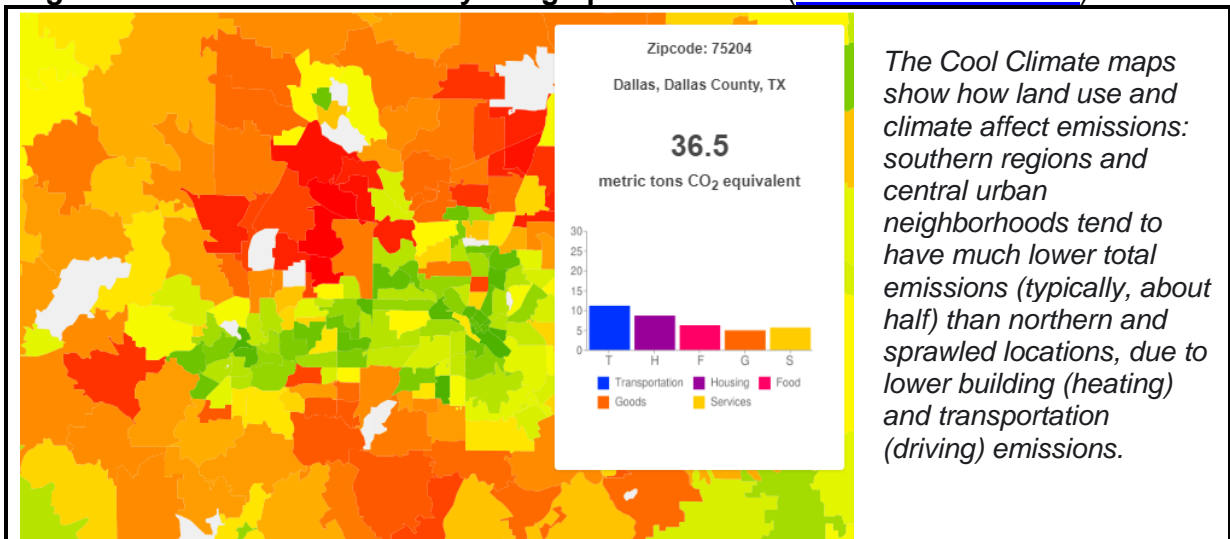 Zipcode: 75204
Dallas, Dallas County, TX
36.5
metric tons CO₂ equivalent
30
25
20
15
10
5
0
T H F G S
Transportation Housing Food
Goods Services
The Cool Climate maps
show how land use and
climate affect emissions:
southern regions and
central urban
neighborhoods tend to
have much lower total
emissions (typically, about
half) than northern and
sprawled locations, due to
lower building (heating)
and transportation
(driving) emissions.